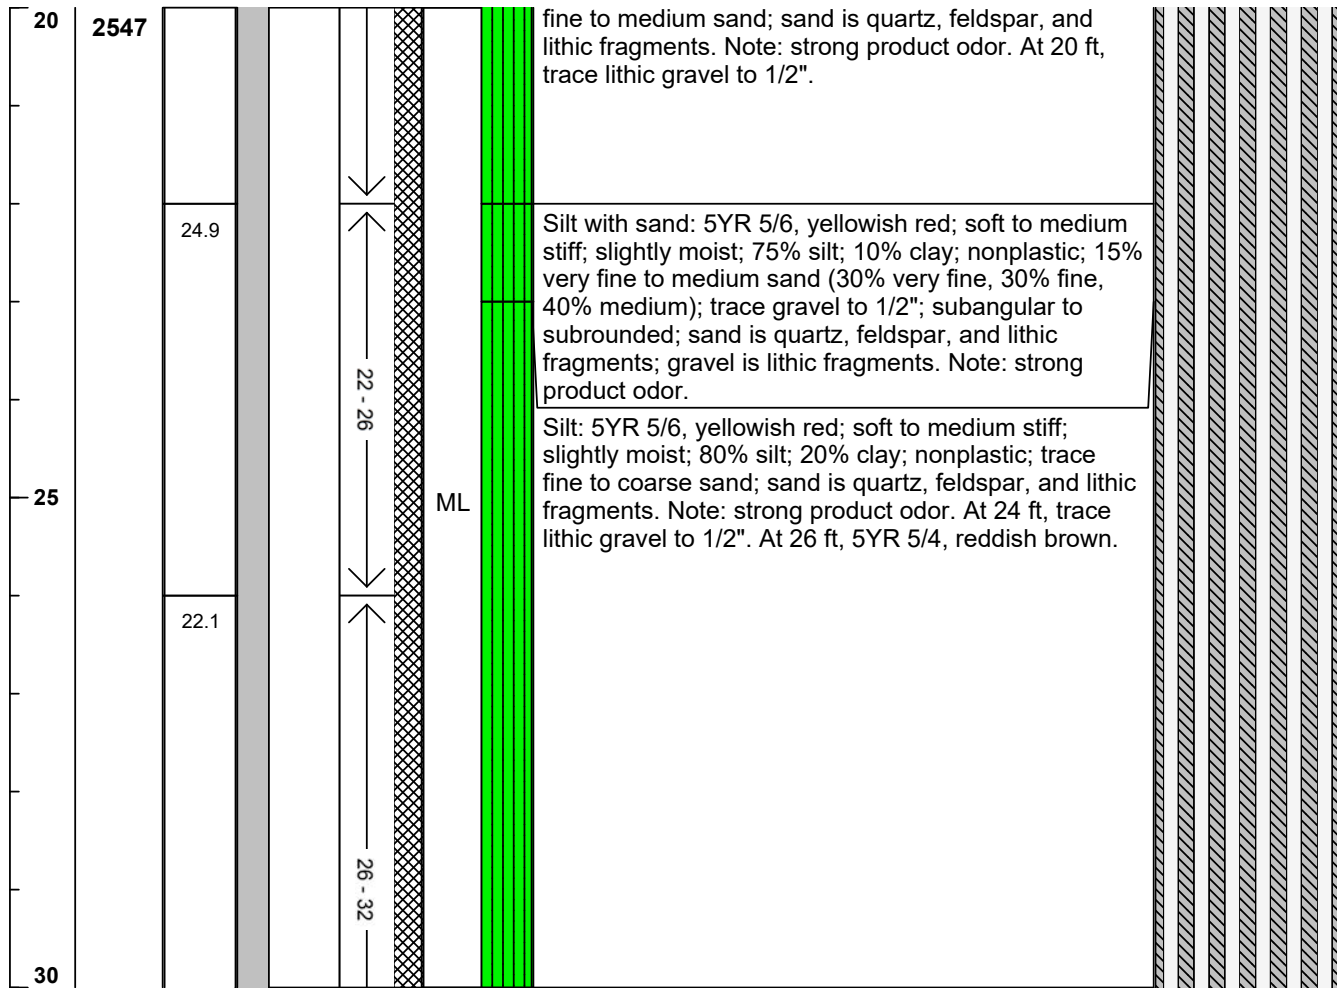 20
2547
fine to medium sand; sand is quartz, feldspar, and
lithic fragments. Note: strong product odor. At 20 ft,
trace lithic gravel to 1/2".
24.9
22 - 26
Silt with sand: 5YR 5/6, yellowish red; soft to medium
stiff; slightly moist; 75% silt; 10% clay; nonplastic; 15%
very fine to medium sand (30% very fine, 30% fine,
40% medium); trace gravel to 1/2"; subangular to
subrounded; sand is quartz, feldspar, and lithic
fragments; gravel is lithic fragments. Note: strong
product odor.
Silt: 5YR 5/6, yellowish red; soft to medium stiff;
slightly moist; 80% silt; 20% clay; nonplastic; trace
fine to coarse sand; sand is quartz, feldspar, and lithic
fragments. Note: strong product odor. At 24 ft, trace
lithic gravel to 1/2". At 26 ft, 5YR 5/4, reddish brown.
25
ML
22.1
26 - 32
30